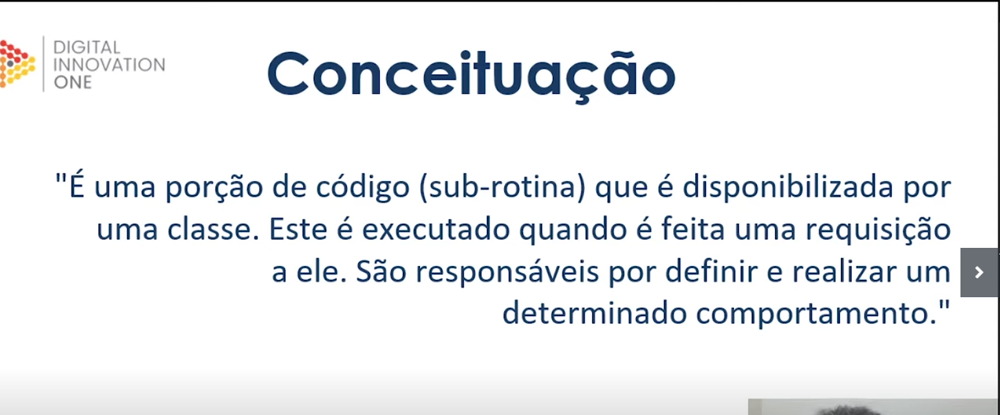 DIGITAL
INNOVATION
ONE
Conceituação
"É uma porção de código (sub-rotina) que é disponibilizada por
uma classe. Este é executado quando é feita uma requisição
a ele. São responsáveis por definir e realizar um
determinado comportamento."